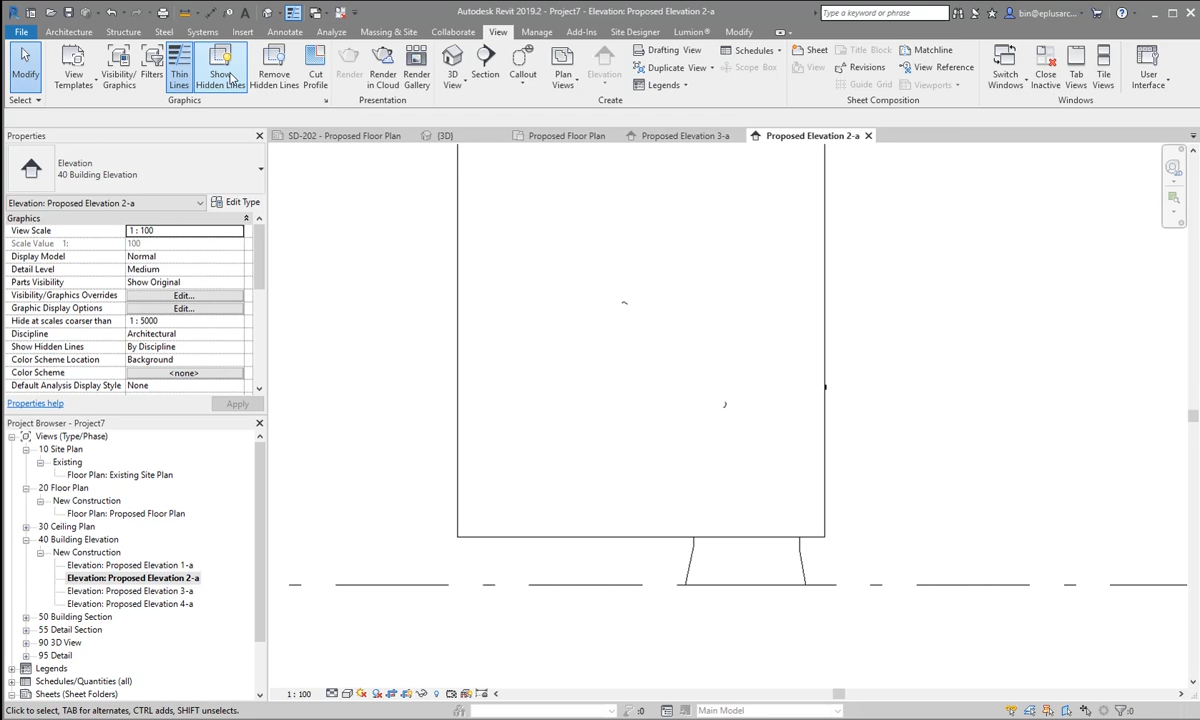 Autodesk Revit 2019.2 - Project7 - Elevation: Proposed Elevation 2-a
Type a keyword or phrase
bin@eplusarc...
File Architecture Structure Steel Systems Insert Annotate Analyze Massing & Site Collaborate View Manage Add-Ins Site Designer Lumion® Modify
Modify
View Templates
Visibility/ Graphics
Filters
Thin Lines
Show Hidden Lines
Remove Hidden Lines
Cut Profile
Render
Render in Cloud
Render Gallery
3D View
Section
Callout
Plan Views
Elevation
Drafting View
Duplicate View
Legends
Schedules
Scope Box
Sheet
View
Title Block
Revisions
Guide Grid
Matchline
View Reference
Viewports
Switch Windows
Close Inactive
Tab Views
Tile Views
User Interface
Select Graphics Presentation Create Sheet Composition Windows
Properties
SD-202 - Proposed Floor Plan {3D} Proposed Floor Plan Proposed Elevation 3-a Proposed Elevation 2-a
Elevation
40 Building Elevation
Elevation: Proposed Elevation 2-a Edit Type
Graphics
View Scale 1 : 100
Scale Value 1: 100
Display Model Normal
Detail Level Medium
Parts Visibility Show Original
Visibility/Graphics Overrides Edit...
Graphic Display Options Edit...
Hide at scales coarser than 1 : 5000
Discipline Architectural
Show Hidden Lines By Discipline
Color Scheme Location Background
Color Scheme <none>
Default Analysis Display Style None
Properties help Apply
Project Browser - Project7
Views (Type/Phase)
10 Site Plan
Existing
Floor Plan: Existing Site Plan
20 Floor Plan
New Construction
Floor Plan: Proposed Floor Plan
30 Ceiling Plan
40 Building Elevation
New Construction
Elevation: Proposed Elevation 1-a
Elevation: Proposed Elevation 2-a
Elevation: Proposed Elevation 3-a
Elevation: Proposed Elevation 4-a
50 Building Section
55 Detail Section
90 3D View
95 Detail
Legends
Schedules/Quantities (all)
Sheets (Sheet Folders)
1 : 100
Click to select, TAB for alternates, CTRL adds, SHIFT unselects.
:0
Main Model
:0